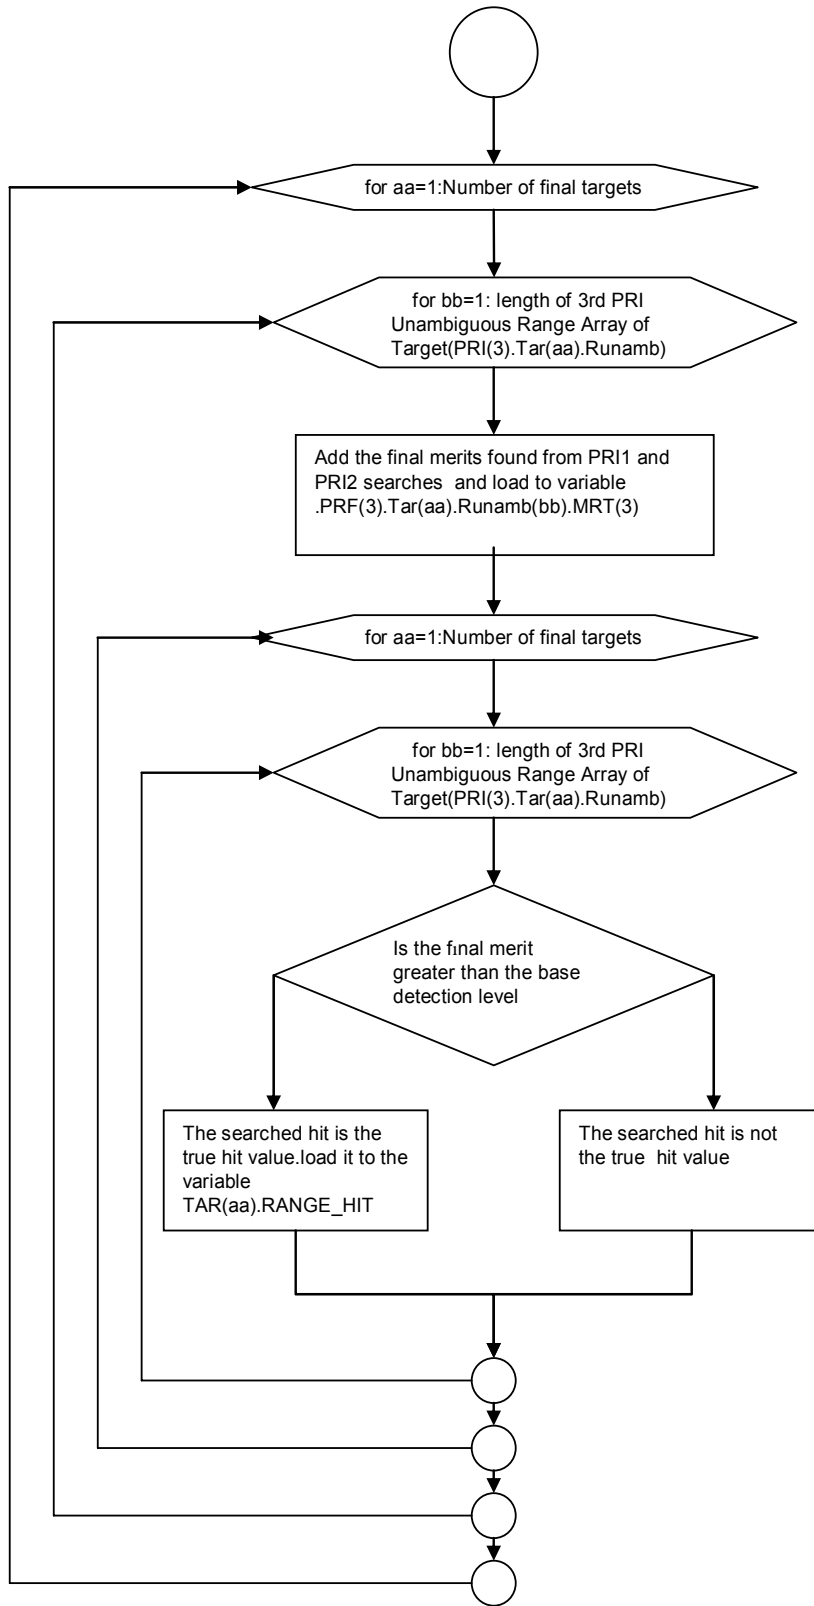 for aa=1:Number of final targets
for bb=1: length of 3rd PRI
Unambiguous Range Array of
Target(PRI(3).Tar(aa).Runamb)
Add the final merits found from PRI1 and
PRI2 searches  and load to variable
.PRF(3).Tar(aa).Runamb(bb).MRT(3)
for aa=1:Number of final targets
for bb=1: length of 3rd PRI
Unambiguous Range Array of
Target(PRI(3).Tar(aa).Runamb)
Is the fınal merit
greater than the base
detection level
The searched hit is the
true hit value.load it to the
variable
TAR(aa).RANGE_HIT
The searched hit is not
the true  hit value